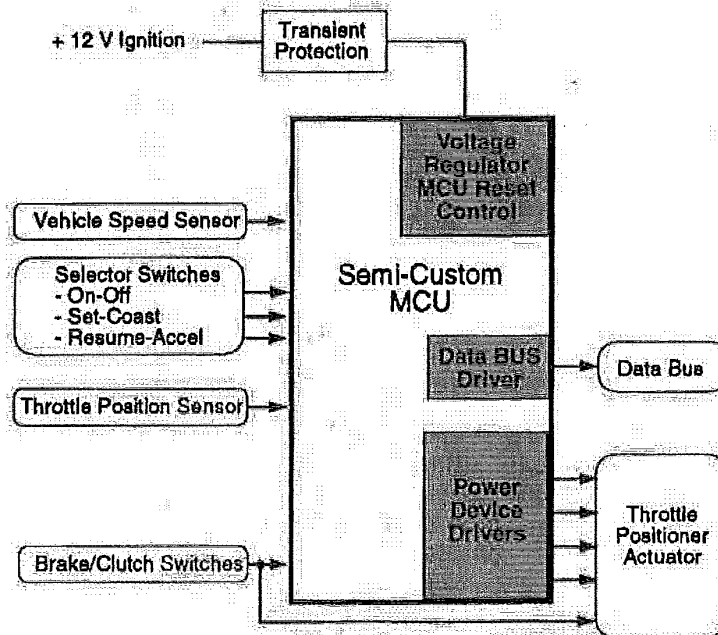 + 12 V Ignition
Transient
Protection
Voltage
Regulator
MCU Reset
Control
Vehicle Speed Sensor
Selector Switches
- On-Off
- Set-Coast
- Resume-Accel
Semi-Custom
MCU
Data BUS
Driver
Data Bus
Throttle Position Sensor
Power
Device
Drivers
Throttle
Positioner
Actuator
Brake/Clutch Switches